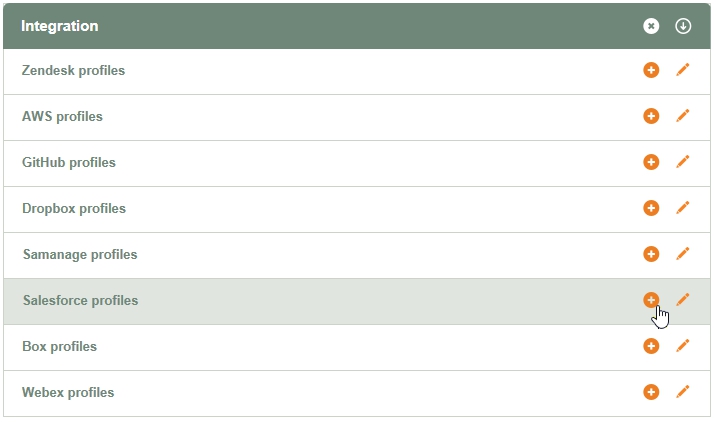 Integration
Zendesk profiles
AWS profiles
GitHub profiles
Dropbox profiles
Samanage profiles
Salesforce profiles
Box profiles
Webex profiles